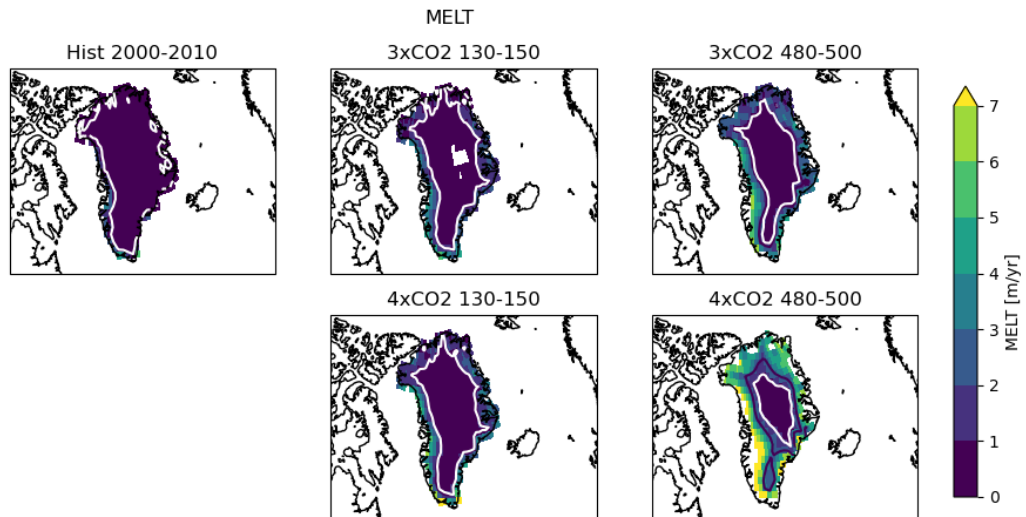 MELT
Hist 2000-2010
3xCO2 130-150
3xCO2 480-500
4xCO2 130-150
4xCO2 480-500
7
6
5
4
3
2
1
0
MELT [m/yr]